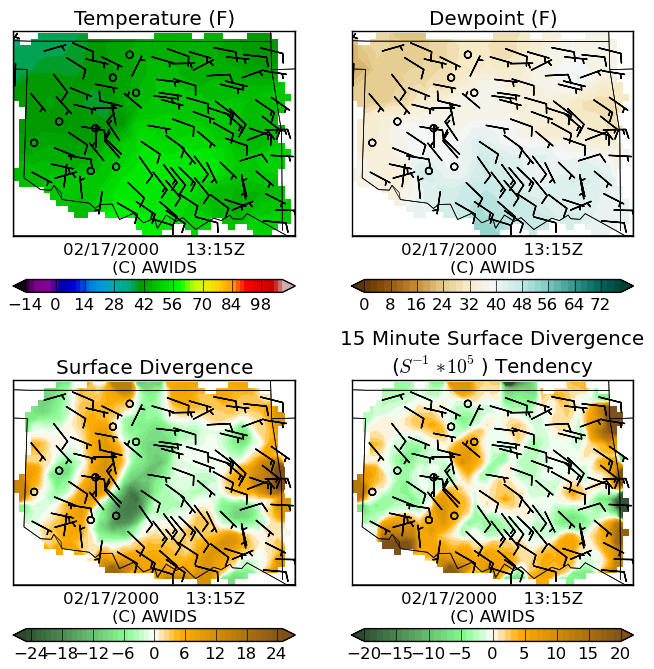 Temperature (F)
Dewpoint (F)
02/17/2000 13:15Z
(C) AWIDS
02/17/2000 13:15Z
(C) AWIDS
−14 0 14 28 42 56 70 84 98
0 8 16 24 32 40 48 56 64 72
Surface Divergence
15 Minute Surface Divergence
(S⁻¹ *10⁵ ) Tendency
02/17/2000 13:15Z
(C) AWIDS
02/17/2000 13:15Z
(C) AWIDS
−24 −18 −12 −6 0 6 12 18 24
−20 −15 −10 −5 0 5 10 15 20